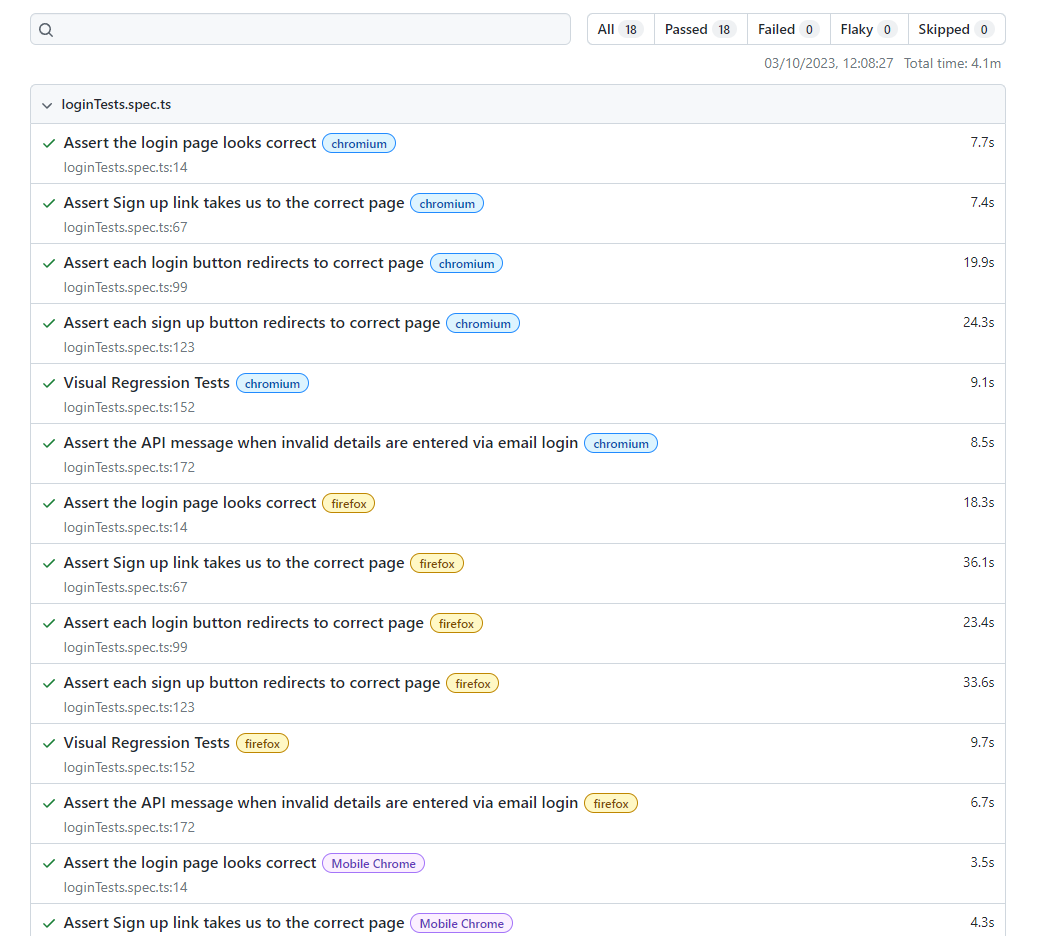 All 18 Passed 18 Failed 0 Flaky 0 Skipped 0
03/10/2023, 12:08:27 Total time: 4.1m
loginTests.spec.ts
Assert the login page looks correct chromium 7.7s
loginTests.spec.ts:14
Assert Sign up link takes us to the correct page chromium 7.4s
loginTests.spec.ts:67
Assert each login button redirects to correct page chromium 19.9s
loginTests.spec.ts:99
Assert each sign up button redirects to correct page chromium 24.3s
loginTests.spec.ts:123
Visual Regression Tests chromium 9.1s
loginTests.spec.ts:152
Assert the API message when invalid details are entered via email login chromium 8.5s
loginTests.spec.ts:172
Assert the login page looks correct firefox 18.3s
loginTests.spec.ts:14
Assert Sign up link takes us to the correct page firefox 36.1s
loginTests.spec.ts:67
Assert each login button redirects to correct page firefox 23.4s
loginTests.spec.ts:99
Assert each sign up button redirects to correct page firefox 33.6s
loginTests.spec.ts:123
Visual Regression Tests firefox 9.7s
loginTests.spec.ts:152
Assert the API message when invalid details are entered via email login firefox 6.7s
loginTests.spec.ts:172
Assert the login page looks correct Mobile Chrome 3.5s
loginTests.spec.ts:14
Assert Sign up link takes us to the correct page Mobile Chrome 4.3s